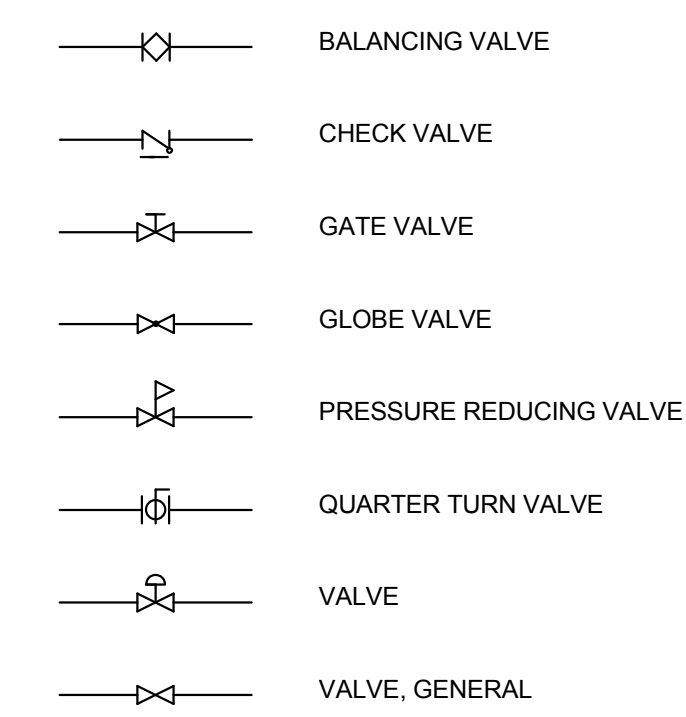 BALANCING VALVE
CHECK VALVE
GATE VALVE
GLOBE VALVE
PRESSURE REDUCING VALVE
QUARTER TURN VALVE
VALVE
VALVE, GENERAL